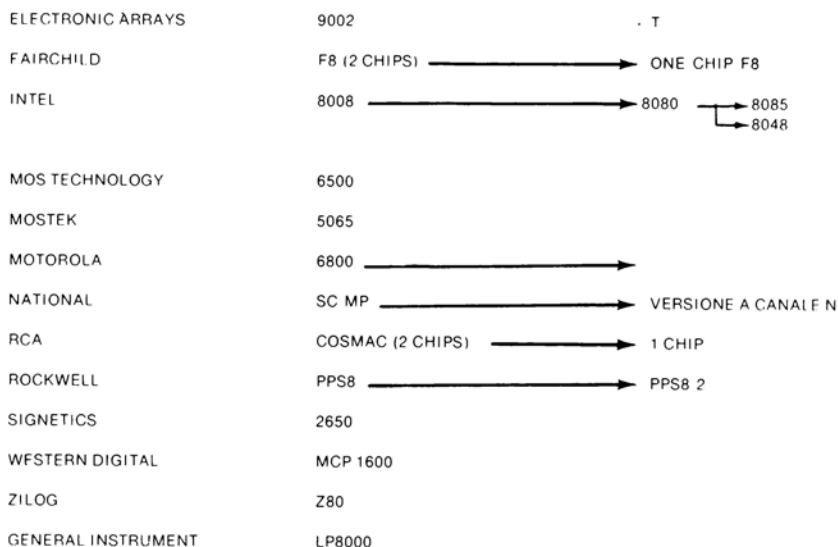 ELECTRONIC ARRAYS 9002 . T
FAIRCHILD F8 (2 CHIPS) ONE CHIP F8
INTEL 8008 8080 8085
8048
MOS TECHNOLOGY 6500
MOSTEK 5065
MOTOROLA 6800
NATIONAL SC MP VERSIONE A CANALE N
RCA COSMAC (2 CHIPS) 1 CHIP
ROCKWELL PPS8 PPS8 2
SIGNETICS 2650
WESTERN DIGITAL MCP 1600
ZILOG Z80
GENERAL INSTRUMENT LP8000